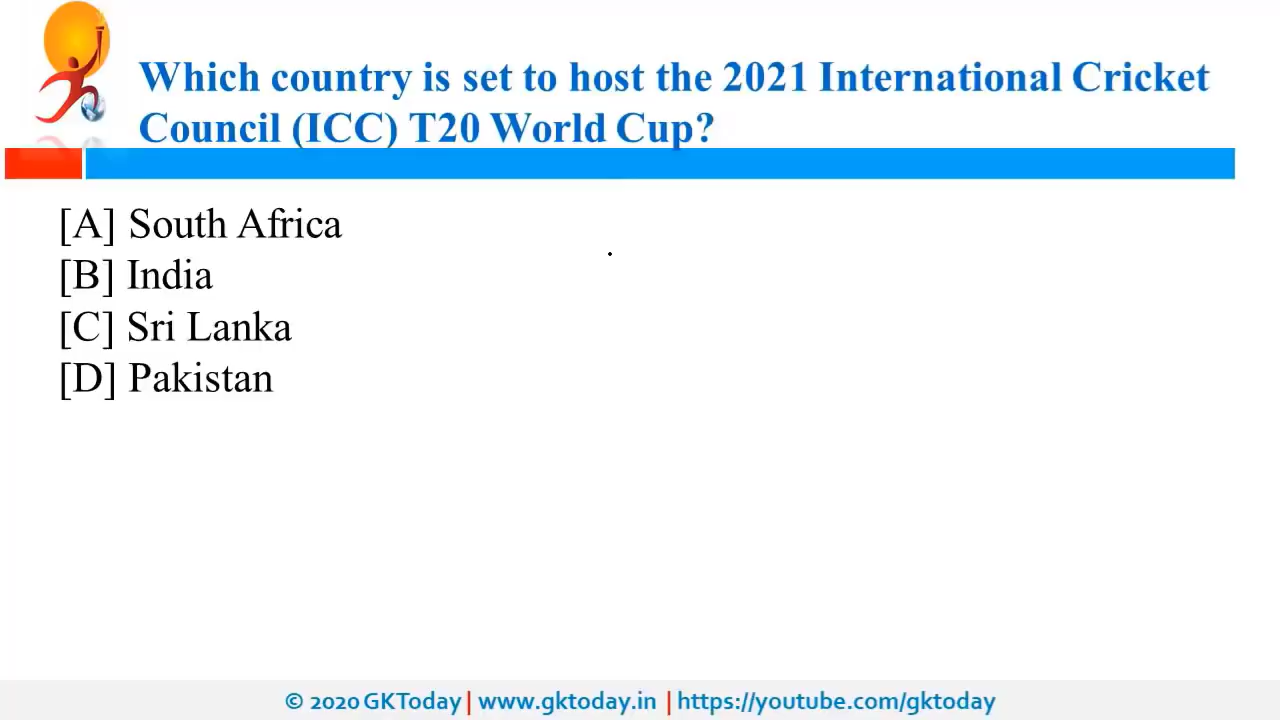 Which country is set to host the 2021 International Cricket
Council (ICC) T20 World Cup?
[A] South Africa
[B] India
[C] Sri Lanka
[D] Pakistan
© 2020 GKToday | www.gktoday.in | https://youtube.com/gktoday